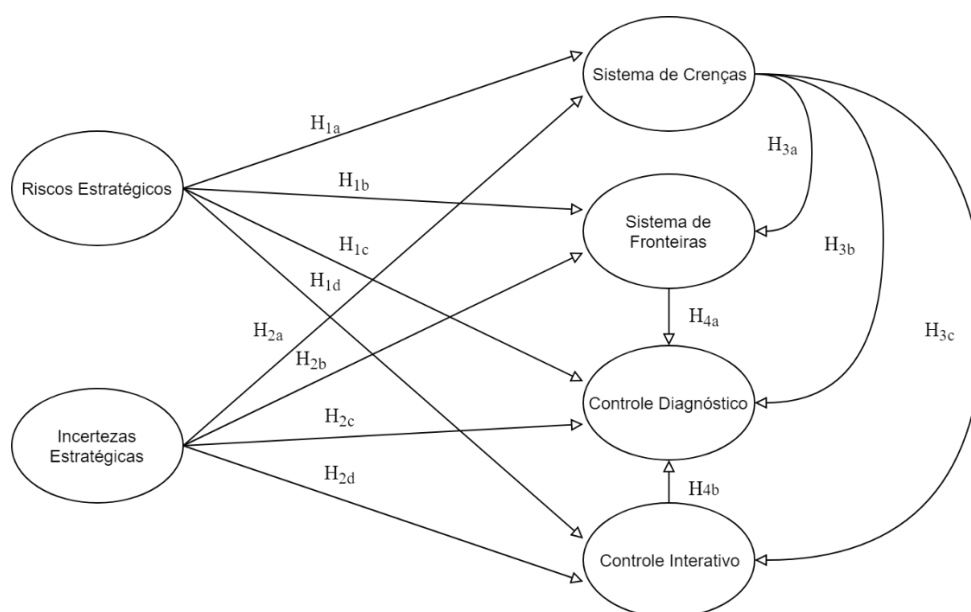 Sistema de Crenças
H1a
H3a
Riscos Estratégicos
H1b
Sistema de
Fronteiras
H1c
H3b
H1d
H4a
H2a
H3c
H2b
Controle Diagnóstico
H2c
Incertezas
Estratégicas
H2d
H4b
Controle Interativo